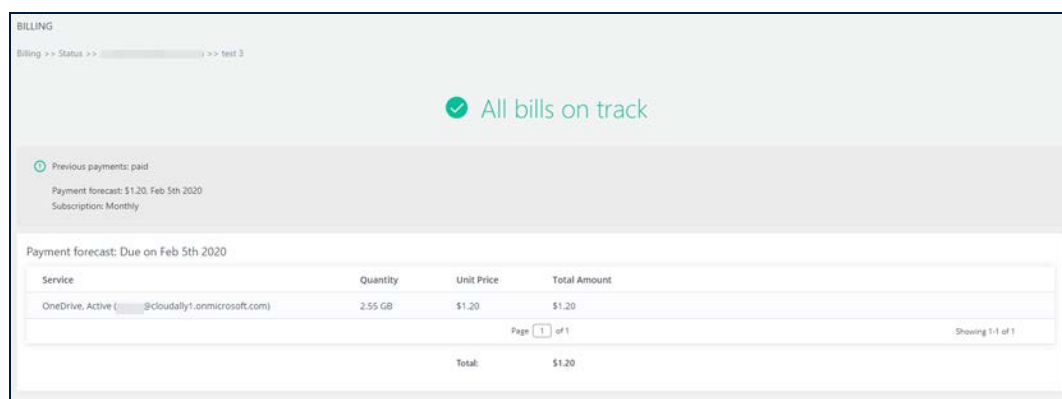 BILLING
Billing >> Status >> >> test 3
All bills on track
Previous payments: paid
Payment forecast: $1.20, Feb 5th 2020
Subscription: Monthly
Payment forecast: Due on Feb 5th 2020
Service Quantity Unit Price Total Amount
OneDrive, Active ( @cloudally1.onmicrosoft.com) 2.55 GB $1.20 $1.20
Page 1 of 1 Showing 1-1 of 1
Total: $1.20